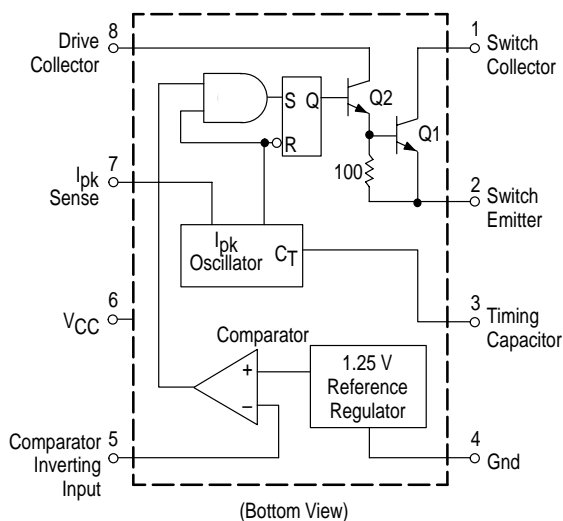 8
Drive
Collector
1
Switch
Collector
S Q
R
Q2
Q1
100
7
Ipk
Sense
2
Switch
Emitter
Ipk
Oscillator
CT
6
VCC
3
Timing
Capacitor
Comparator
+
–
1.25 V
Reference
Regulator
5
Comparator
Inverting
Input
4
Gnd
(Bottom View)